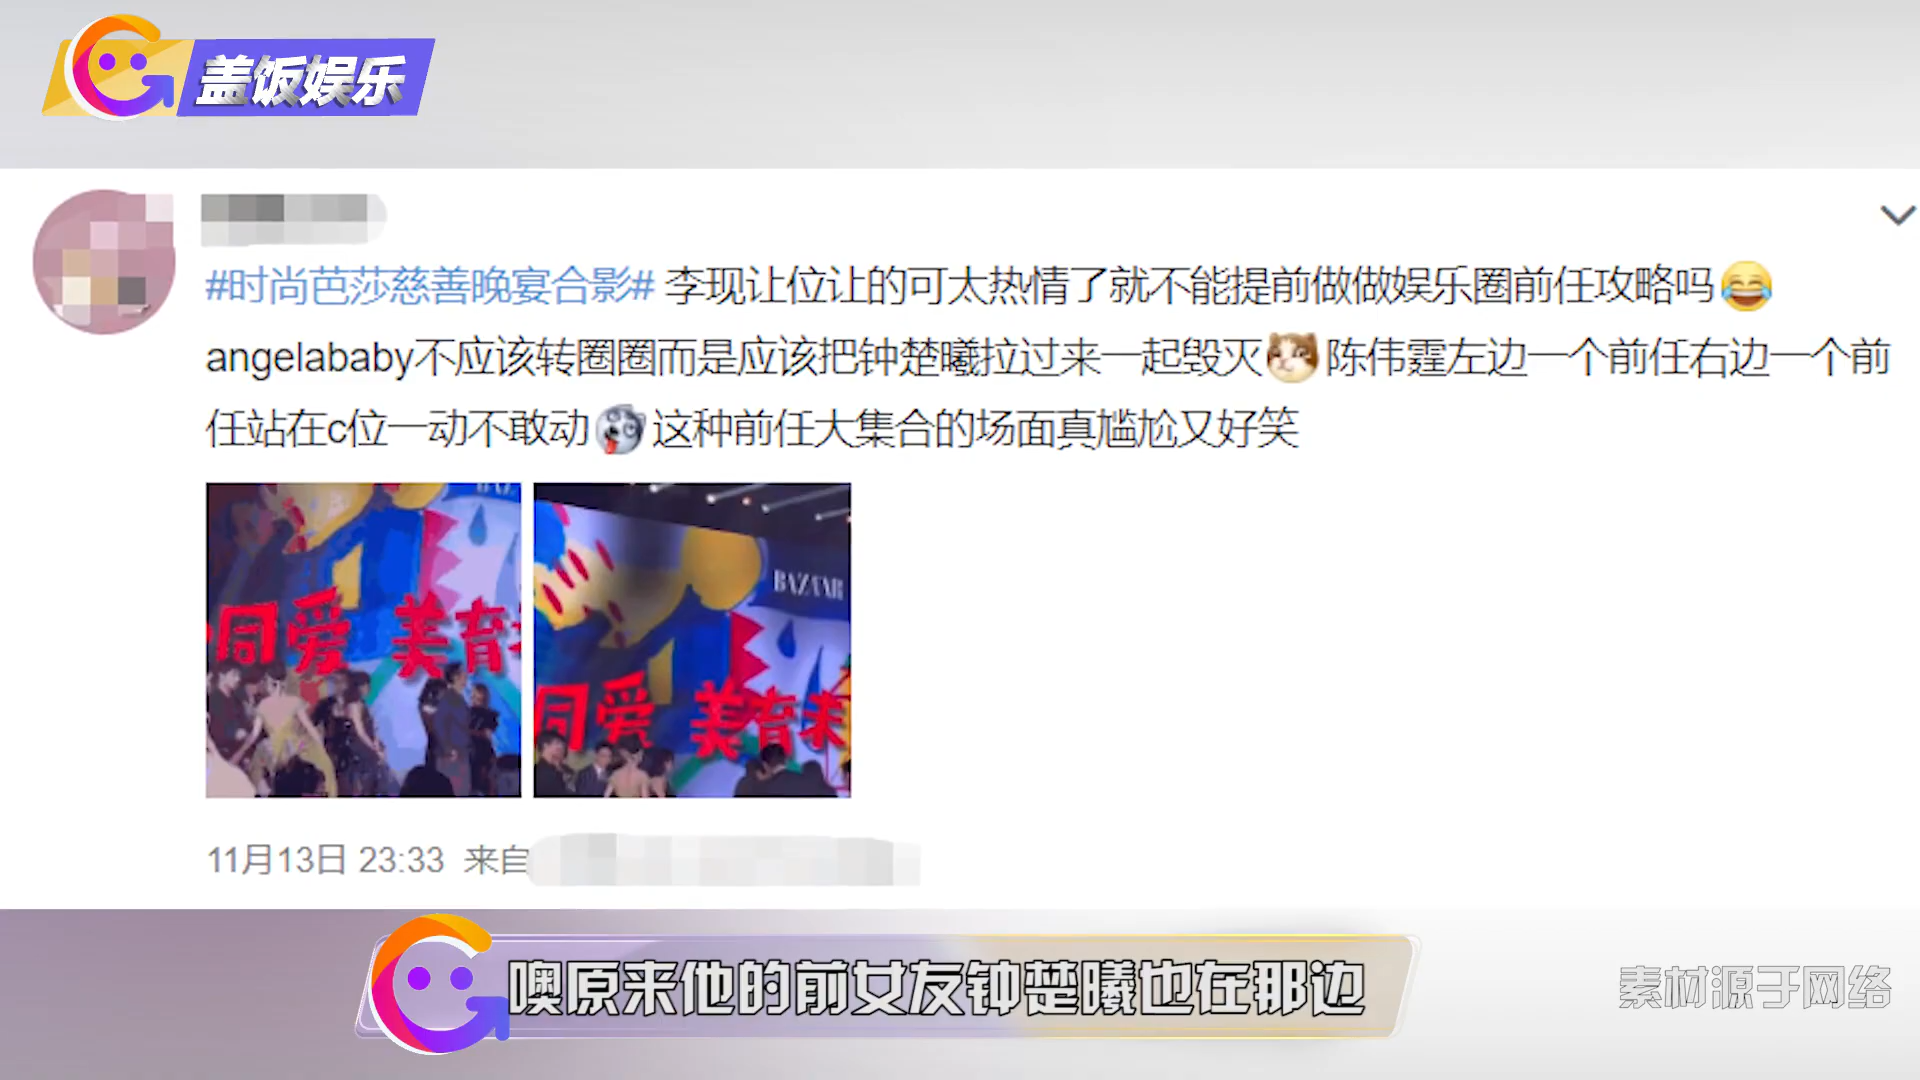 盖饭娱乐
#时尚芭莎慈善晚宴合影# 李现让位让的可太热情了就不能提前做做娱乐圈前任攻略吗
angelababy不应该转圈圈而是应该把钟楚曦拉过来一起毁灭 陈伟霆左边一个前任右边一个前
任站在c位一动不敢动 这种前任大集合的场面真尴尬又好笑
同爱 美育
BAZAAR
同爱 美育未
11月13日 23:33 来自
噢原来他的前女友钟楚曦也在那边
素材源于网络